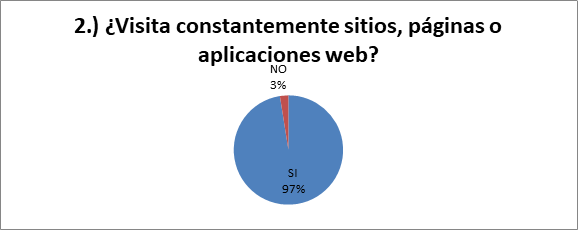 2.) ¿Visita constantemente sitios, páginas o
aplicaciones web?
NO
3%
SI
97%